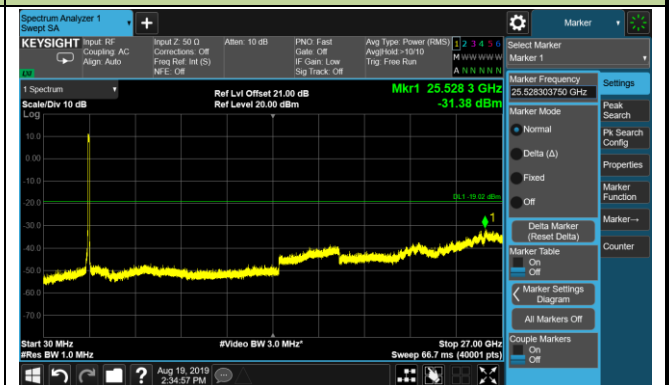 Spectrum Analyzer 1
Swept SA
Marker
KEYSIGHT
Input: RF
Coupling: AC
Align: Auto
Input Z: 50 Ω
Corrections: Off
Freq Ref: Int (S)
NFE: Off
Atten: 10 dB
PNO: Fast
Gate: Off
IF Gain: Low
Sig Track: Off
Avg Type: Power (RMS)
Avg|Hold:>10/10
Trig: Free Run
1 2 3 4 5 6
M W W W W W
A N N N N N
Select Marker
Marker 1
1 Spectrum
Scale/Div 10 dB
Log
Ref Lvl Offset 21.00 dB
Ref Level 20.00 dBm
Mkr1 25.528 3 GHz
-31.38 dBm
10.0
0.00
-10.0
-20.0
-30.0
-40.0
-50.0
-60.0
-70.0
DL1 -19.02 dBm
1
Start 30 MHz
#Res BW 1.0 MHz
#Video BW 3.0 MHz*
Stop 27.00 GHz
Sweep 66.7 ms (40001 pts)
Marker Frequency
25.528303750 GHz
Marker Mode
Normal
Delta (Δ)
Fixed
Off
Delta Marker
(Reset Delta)
Marker Table
On
Off
Marker Settings
Diagram
All Markers Off
Couple Markers
On
Off
Settings
Peak
Search
Pk Search
Config
Properties
Marker
Function
Marker→
Counter
Aug 19, 2019
2:34:57 PM